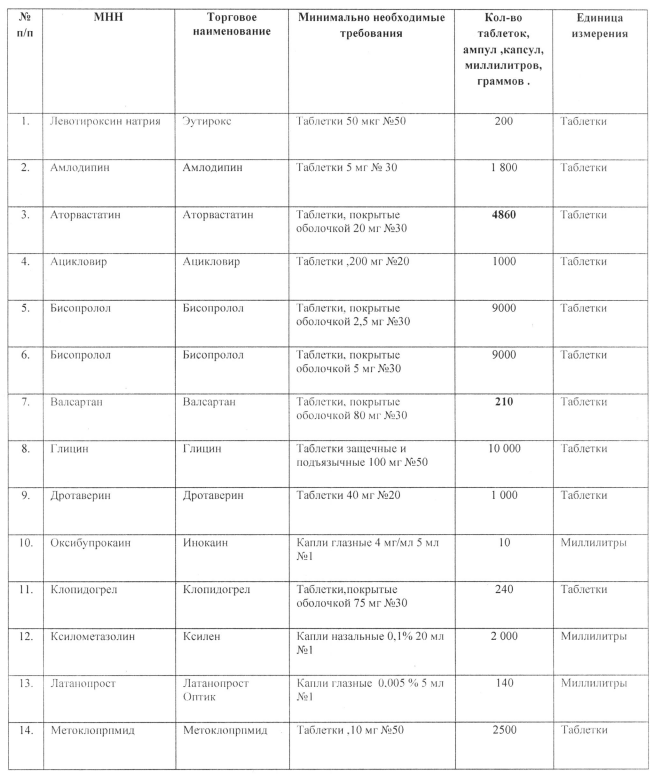 № п/п МНН Торговое наименование Минимально необходимые требования Кол-во таблеток, ампул ,капсул, миллилитров, граммов . Единица измерения
1. Левотироксин натрия Эутирокс Таблетки 50 мкг №50 200 Таблетки
2. Амлодипин Амлодипин Таблетки 5 мг № 30 1 800 Таблетки
3. Аторвастатин Аторвастатин Таблетки, покрытые оболочкой 20 мг №30 4860 Таблетки
4. Ацикловир Ацикловир Таблетки ,200 мг №20 1000 Таблетки
5. Бисопролол Бисопролол Таблетки, покрытые оболочкой 2,5 мг №30 9000 Таблетки
6. Бисопролол Бисопролол Таблетки, покрытые оболочкой 5 мг №30 9000 Таблетки
7. Валсартан Валсартан Таблетки, покрытые оболочкой 80 мг №30 210 Таблетки
8. Глицин Глицин Таблетки защечные и подъязычные 100 мг №50 10 000 Таблетки
9. Дротаверин Дротаверин Таблетки 40 мг №20 1 000 Таблетки
10. Оксибупрокаин Инокаин Капли глазные 4 мг/мл 5 мл №1 10 Миллилитры
11. Клопидогрел Клопидогрел Таблетки,покрытые оболочкой 75 мг №30 240 Таблетки
12. Ксилометазолин Ксилен Капли назальные 0,1% 20 мл №1 2 000 Миллилитры
13. Латанопрост Латанопрост Оптик Капли глазные 0.005 % 5 мл №1 140 Миллилитры
14. Метоклопрпмид Метоклопрпмид Таблетки ,10 мг №50 2500 Таблетки